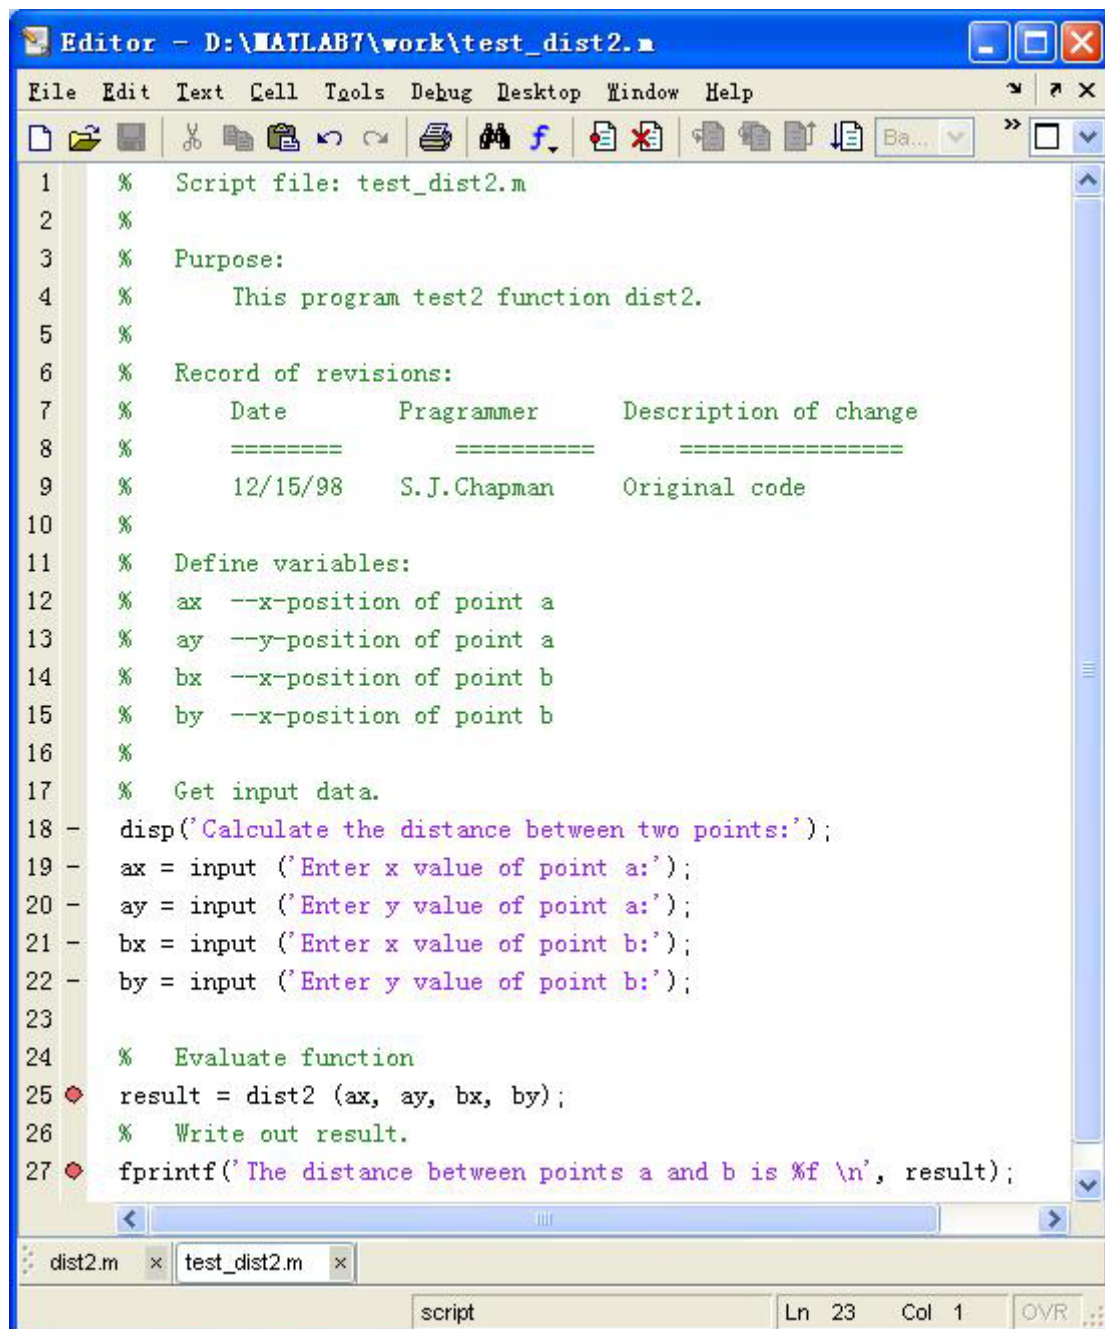 Editor - D:\MATLAB7\work\test_dist2.m
File Edit Text Cell Tools Debug Desktop Window Help
Ba...
1 % Script file: test_dist2.m
2 %
3 % Purpose:
4 % This program test2 function dist2.
5 %
6 % Record of revisions:
7 % Date Pragrammer Description of change
8 % ======== ========== ================
9 % 12/15/98 S.J.Chapman Original code
10 %
11 % Define variables:
12 % ax --x-position of point a
13 % ay --y-position of point a
14 % bx --x-position of point b
15 % by --x-position of point b
16 %
17 % Get input data.
18 - disp('Calculate the distance between two points:');
19 - ax = input ('Enter x value of point a:');
20 - ay = input ('Enter y value of point a:');
21 - bx = input ('Enter x value of point b:');
22 - by = input ('Enter y value of point b:');
23
24 % Evaluate function
25 result = dist2 (ax, ay, bx, by);
26 % Write out result.
27 fprintf('The distance between points a and b is %f \n', result);
dist2.m × test_dist2.m ×
script Ln 23 Col 1 OVR